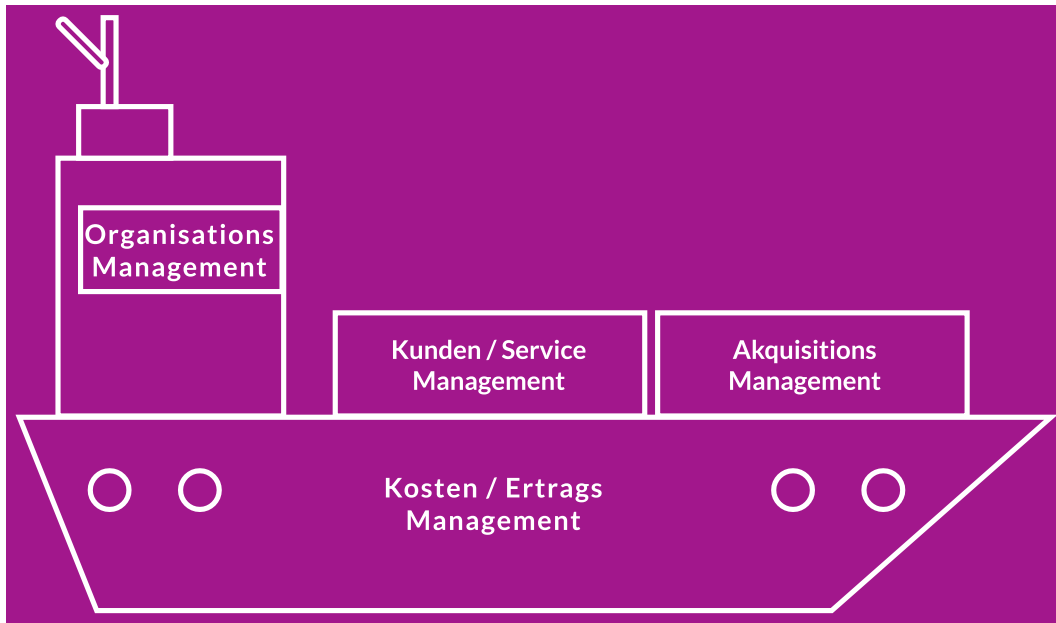 Organisations
Management
Kunden / Service
Management
Akquisitions
Management
Kosten / Ertrags
Management